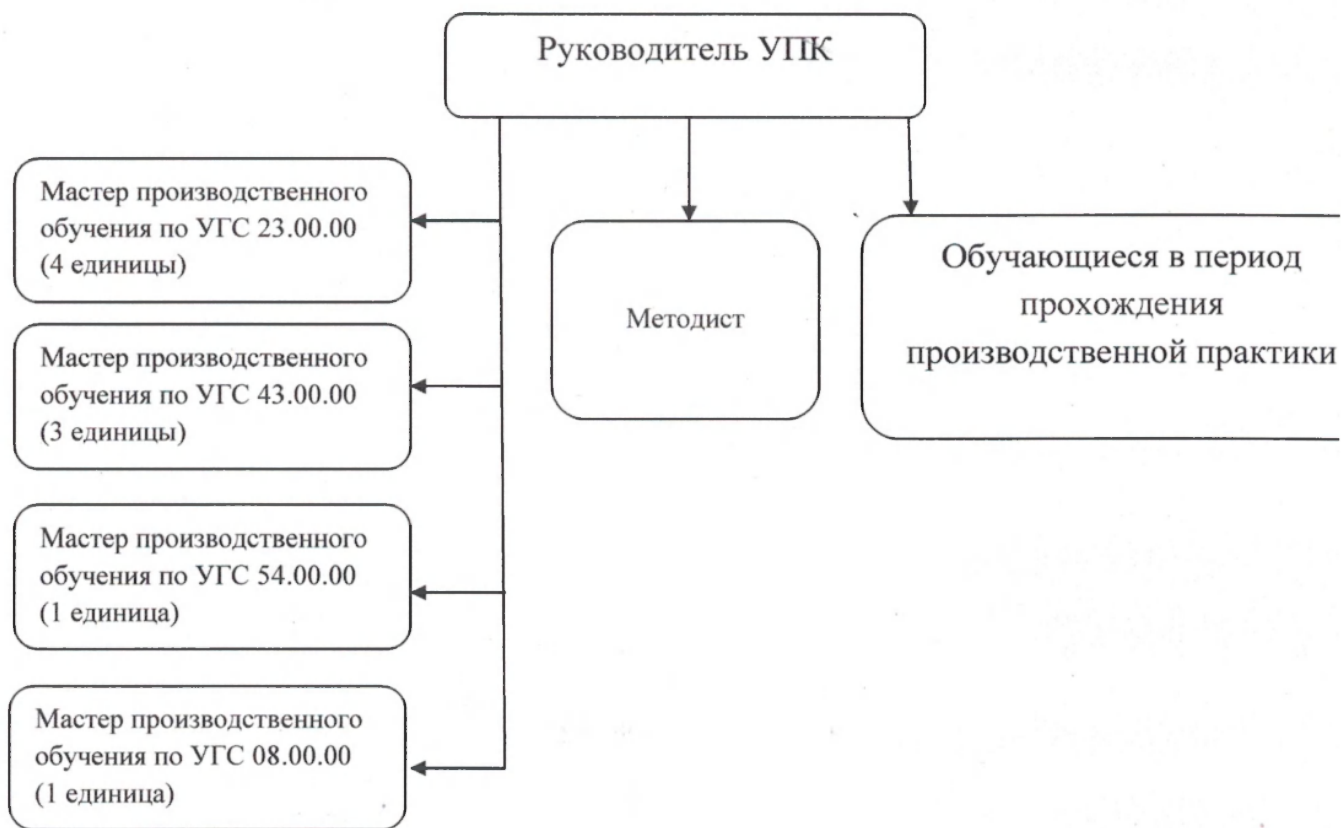 Руководитель УПК
Мастер производственного
обучения по УГС 23.00.00
(4 единицы)
Мастер производственного
обучения по УГС 43.00.00
(3 единицы)
Мастер производственного
обучения по УГС 54.00.00
(1 единица)
Мастер производственного
обучения по УГС 08.00.00
(1 единица)
Методист
Обучающиеся в период
прохождения
производственной практики